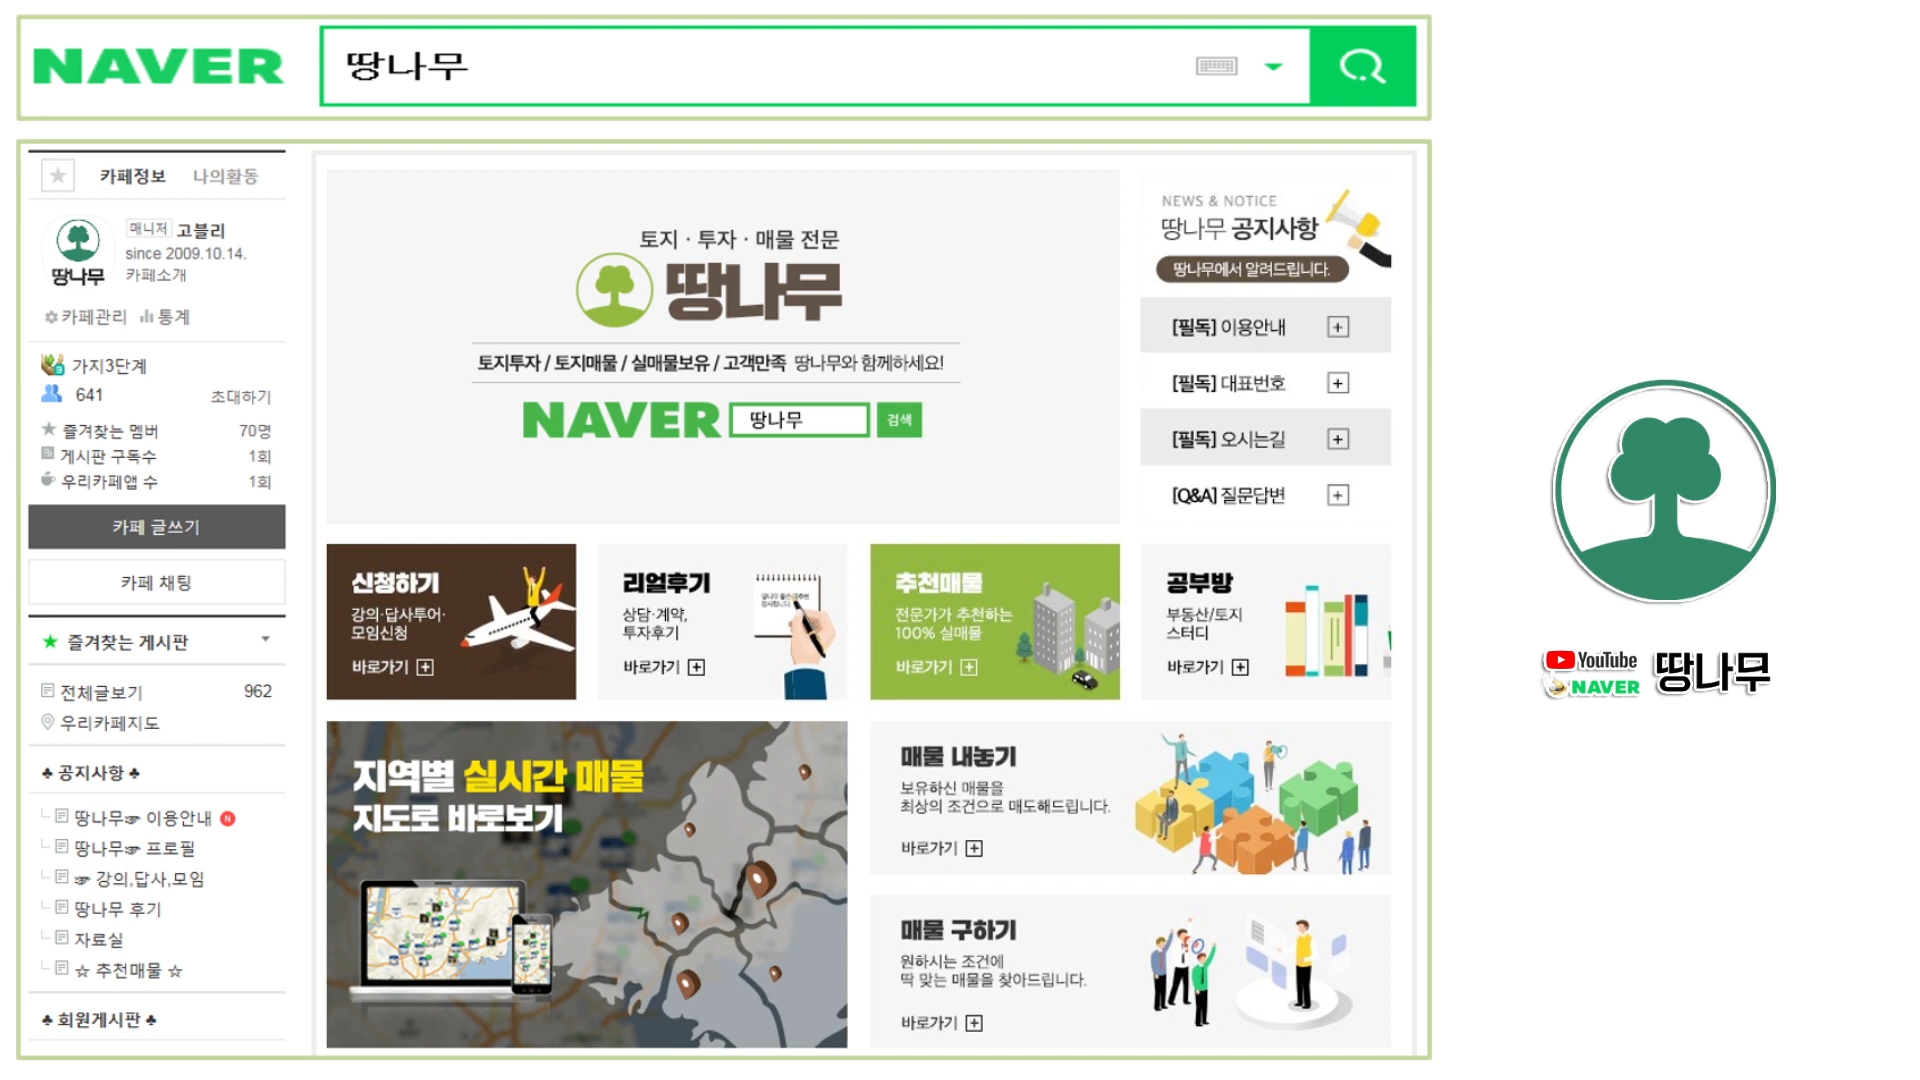 NAVER
땅나무
카페정보 나의활동
매니저 고블리
since 2009.10.14.
카페소개
땅나무
카페관리 통계
가지3단계
641 초대하기
즐겨찾는 멤버 70명
게시판 구독수 1회
우리카페앱 수 1회
카페 글쓰기
카페 채팅
★ 즐겨찾는 게시판
전체글보기 962
우리카페지도
♣ 공지사항 ♣
땅나무☞ 이용안내 N
땅나무☞ 프로필
☞ 강의,답사,모임
땅나무 후기
자료실
☆ 추천매물 ☆
♣ 회원게시판 ♣
토지 · 투자 · 매물 전문
땅나무
토지투자 / 토지매물 / 실매물보유 / 고객만족 땅나무와 함께하세요!
NAVER 땅나무 검색
NEWS & NOTICE
땅나무 공지사항
땅나무에서 알려드립니다.
[필독] 이용안내
[필독] 대표번호
[필독] 오시는길
[Q&A] 질문답변
신청하기
강의·답사투어·
모임신청
바로가기
리얼후기
상담·계약,
투자후기
바로가기
추천매물
전문가가 추천하는
100% 실매물
바로가기
공부방
부동산/토지
스터디
바로가기
지역별 실시간 매물
지도로 바로보기
매물 내놓기
보유하신 매물을
최상의 조건으로 매도해드립니다.
바로가기
매물 구하기
원하시는 조건에
딱 맞는 매물을 찾아드립니다.
바로가기
YouTube
NAVER
땅나무